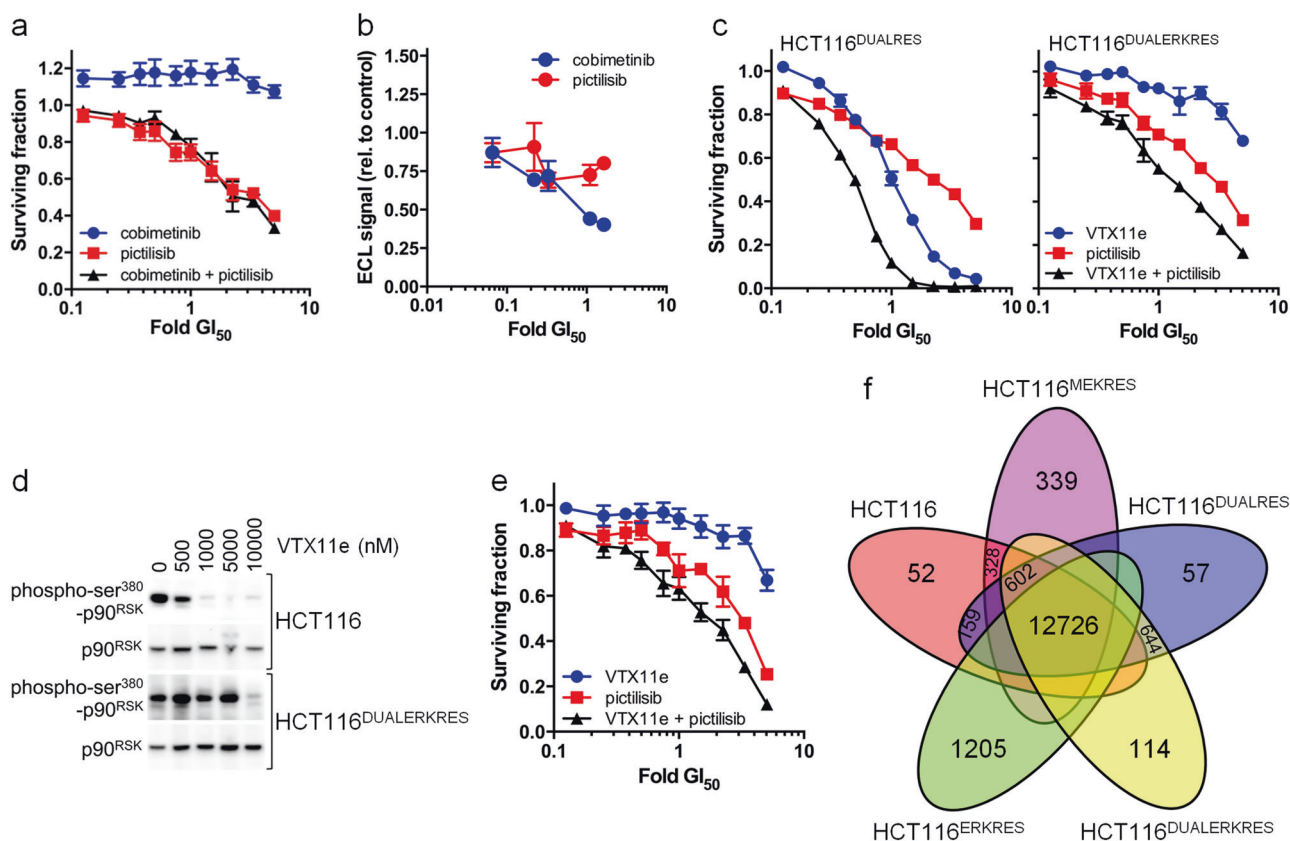 a
Surviving fraction
1.2
1.0
0.8
0.6
0.4
0.2
0.0
cobimetinib
pictilisib
cobimetinib + pictilisib
0.1
1
10
Fold GI50
b
ECL signal (rel. to control)
1.50
1.25
1.00
0.75
0.50
0.25
0.00
cobimetinib
pictilisib
0.01
0.1
1
10
Fold GI50
c
HCT116DUALRES
Surviving fraction
1.0
0.8
0.6
0.4
0.2
0.0
0.1
1
10
Fold GI50
HCT116DUALERKRES
VTX11e
pictilisib
VTX11e + pictilisib
0.1
1
10
Fold GI50
d
0
500
1000
5000
10000
VTX11e (nM)
phospho-ser380
-p90RSK
p90RSK
HCT116
phospho-ser380
-p90RSK
p90RSK
HCT116DUALERKRES
e
Surviving fraction
1.0
0.8
0.6
0.4
0.2
0.0
VTX11e
pictilisib
VTX11e + pictilisib
0.1
1
10
Fold GI50
f
HCT116MEKRES
339
HCT116
HCT116DUALRES
52
328
602
57
159
12726
644
1205
114
HCT116ERKRES
HCT116DUALERKRES